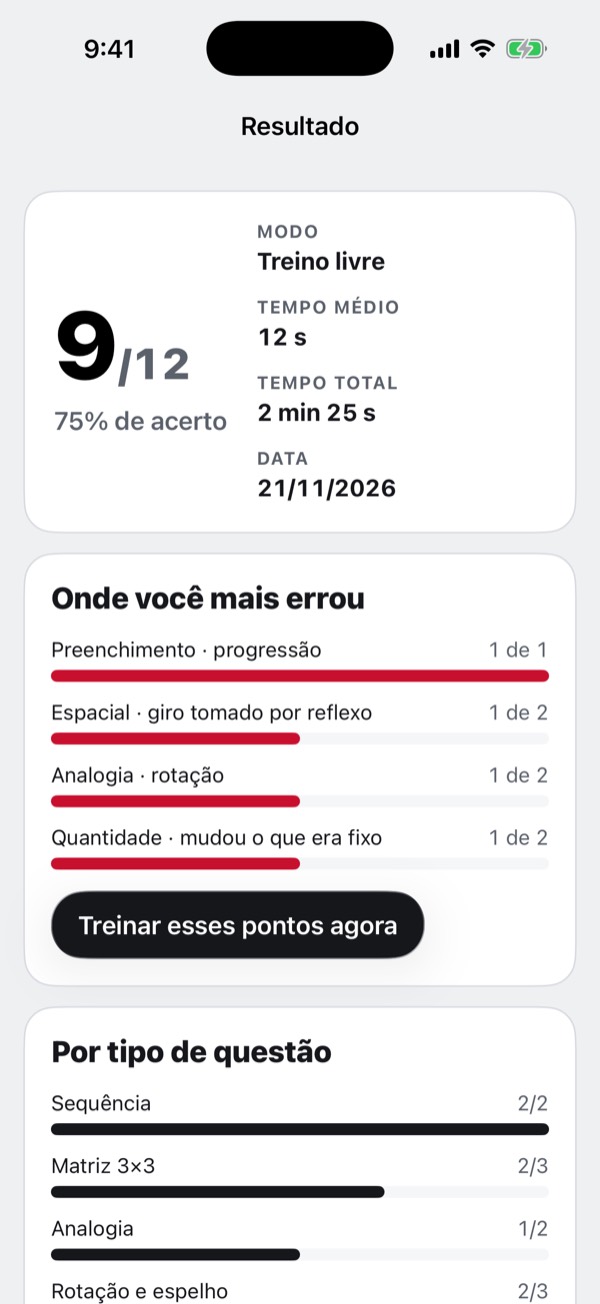 9:41
Resultado
9/12
75% de acerto
MODO
Treino livre
TEMPO MÉDIO
12 s
TEMPO TOTAL
2 min 25 s
DATA
21/11/2026
Onde você mais errou
Preenchimento · progressão 1 de 1
Espacial · giro tomado por reflexo 1 de 2
Analogia · rotação 1 de 2
Quantidade · mudou o que era fixo 1 de 2
Treinar esses pontos agora
Por tipo de questão
Sequência 2/2
Matriz 3×3 2/3
Analogia 1/2
Rotação e espelho 2/3